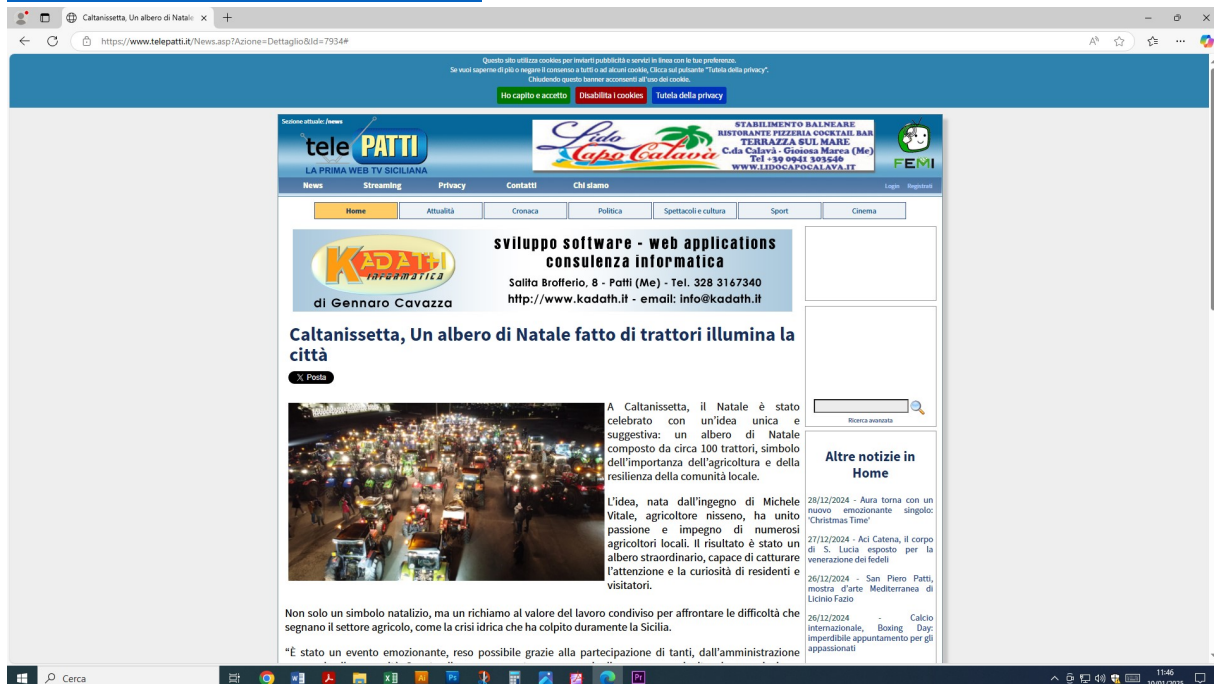 Caltanissetta, Un albero di Natale
https://www.telepatti.it/News.asp?Azione=Dettaglio&Id=7934#
Questo sito utilizza cookies per inviarti pubblicità e servizi in linea con le tue preferenze.
Se vuoi saperne di più o negare il consenso a tutti o ad alcuni cookie, Clicca sul pulsante "Tutela della privacy".
Chiudendo questo banner acconsenti all'uso dei cookie.
Ho capito e accetto Disabilita i cookies Tutela della privacy
Sezione attuale: /news
tele PATTI
LA PRIMA WEB TV SICILIANA
Lido
Capo Calavà
STABILIMENTO BALNEARE
RISTORANTE PIZZERIA COCKTAIL BAR
TERRAZZA SUL MARE
C.da Calavà - Gioiosa Marea (Me)
Tel +39 0941 303546
WWW.LIDOCAPOCALAVA.IT
FEMI
News Streaming Privacy Contatti Chi siamo Login Registrati
Home Attualità Cronaca Politica Spettacoli e cultura Sport Cinema
KADATH
INFORMATICA
di Gennaro Cavazza
sviluppo software - web applications
consulenza informatica
Salita Brofferio, 8 - Patti (Me) - Tel. 328 3167340
http://www.kadath.it - email: info@kadath.it
Caltanissetta, Un albero di Natale fatto di trattori illumina la
città
Posta
A Caltanissetta, il Natale è stato
celebrato con un'idea unica e
suggestiva: un albero di Natale
composto da circa 100 trattori, simbolo
dell'importanza dell'agricoltura e della
resilienza della comunità locale.
L'idea, nata dall'ingegno di Michele
Vitale, agricoltore nisseno, ha unito
passione e impegno di numerosi
agricoltori locali. Il risultato è stato un
albero straordinario, capace di catturare
l'attenzione e la curiosità di residenti e
visitatori.
Non solo un simbolo natalizio, ma un richiamo al valore del lavoro condiviso per affrontare le difficoltà che
segnano il settore agricolo, come la crisi idrica che ha colpito duramente la Sicilia.
"È stato un evento emozionante, reso possibile grazie alla partecipazione di tanti, dall'amministrazione
Ricerca avanzata
Altre notizie in
Home
28/12/2024 - Aura torna con un
nuovo emozionante singolo:
'Christmas Time'
27/12/2024 - Aci Catena, il corpo
di S. Lucia esposto per la
venerazione dei fedeli
26/12/2024 - San Piero Patti,
mostra d'arte Mediterranea di
Licinio Fazio
26/12/2024 - Calcio
internazionale, Boxing Day:
imperdibile appuntamento per gli
appassionati
Cerca
11:46
10/01/2025